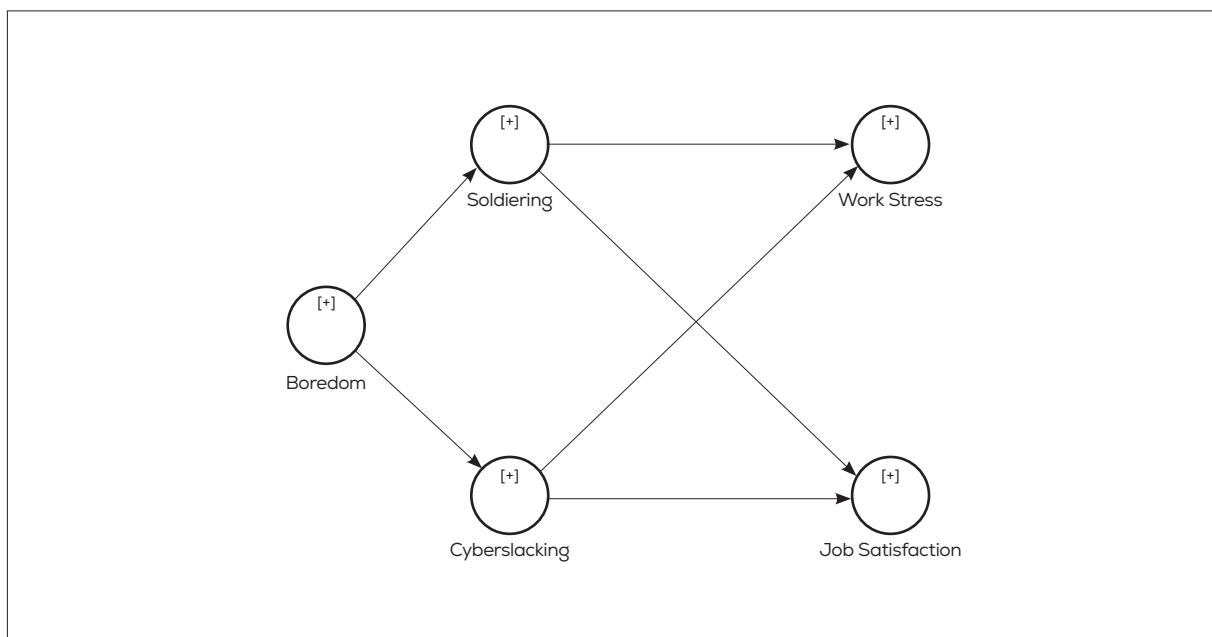 [+]
Soldiering
[+]
Work Stress
[+]
Boredom
[+]
Cyberslacking
[+]
Job Satisfaction